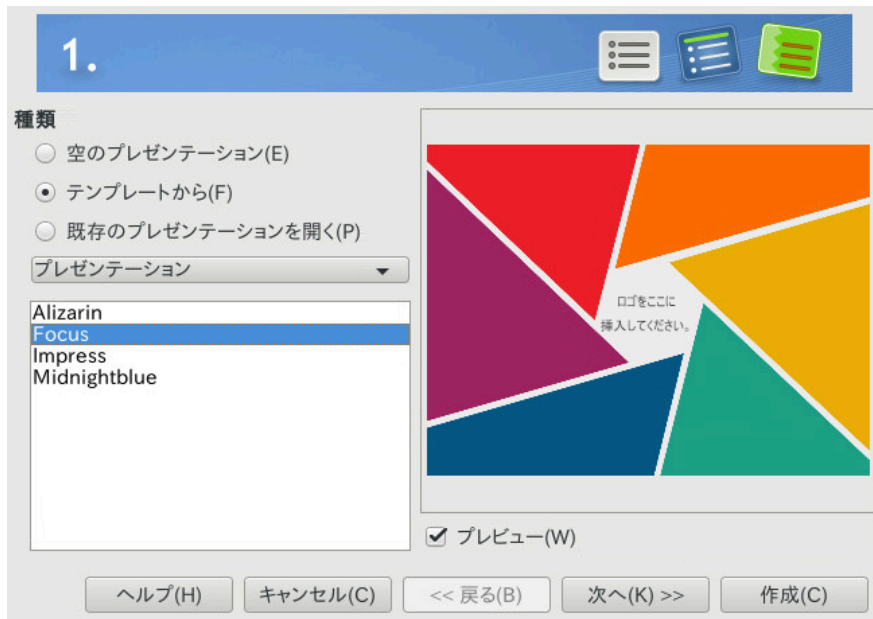 1.
種類
空のプレゼンテーション(E)
テンプレートから(F)
既存のプレゼンテーションを開く(P)
プレゼンテーション
Alizarin
Focus
Impress
Midnightblue
ロゴをここに
挿入してください。
プレビュー(W)
ヘルプ(H)
キャンセル(C)
<< 戻る(B)
次へ(K) >>
作成(C)